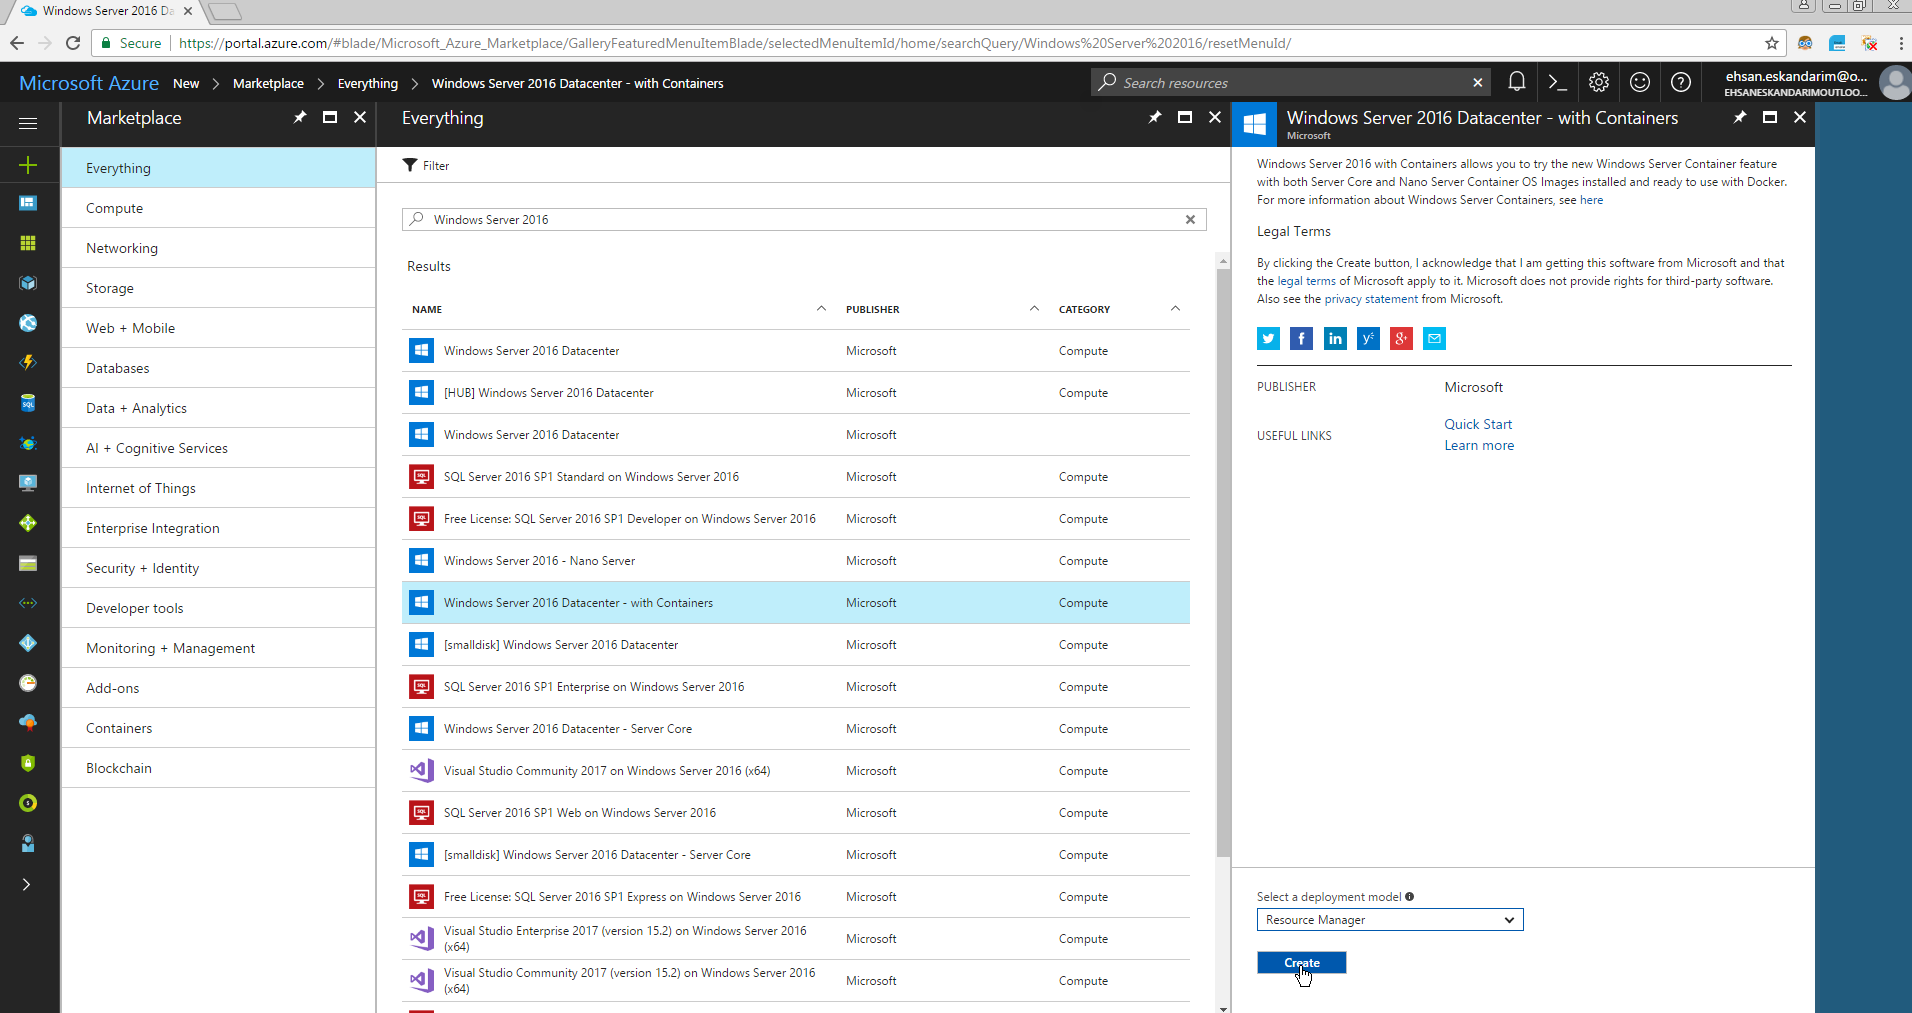 Windows Server 2016 Da
Secure
https://portal.azure.com/#blade/Microsoft_Azure_Marketplace/GalleryFeaturedMenuItemBlade/selectedMenuItemId/home/searchQuery/Windows%20Server%202016/resetMenuId/
Microsoft Azure New Marketplace Everything Windows Server 2016 Datacenter - with Containers
Search resources
ehsan.eskandarim@o...
EHSANESKANDARIMOUTLOO...
Marketplace
Everything
Compute
Networking
Storage
Web + Mobile
Databases
Data + Analytics
AI + Cognitive Services
Internet of Things
Enterprise Integration
Security + Identity
Developer tools
Monitoring + Management
Add-ons
Containers
Blockchain
Everything
Filter
Windows Server 2016
Results
NAME PUBLISHER CATEGORY
Windows Server 2016 Datacenter Microsoft Compute
[HUB] Windows Server 2016 Datacenter Microsoft Compute
Windows Server 2016 Datacenter Microsoft
SQL Server 2016 SP1 Standard on Windows Server 2016 Microsoft Compute
Free License: SQL Server 2016 SP1 Developer on Windows Server 2016 Microsoft Compute
Windows Server 2016 - Nano Server Microsoft Compute
Windows Server 2016 Datacenter - with Containers Microsoft Compute
[smalldisk] Windows Server 2016 Datacenter Microsoft Compute
SQL Server 2016 SP1 Enterprise on Windows Server 2016 Microsoft Compute
Windows Server 2016 Datacenter - Server Core Microsoft Compute
Visual Studio Community 2017 on Windows Server 2016 (x64) Microsoft Compute
SQL Server 2016 SP1 Web on Windows Server 2016 Microsoft Compute
[smalldisk] Windows Server 2016 Datacenter - Server Core Microsoft Compute
Free License: SQL Server 2016 SP1 Express on Windows Server 2016 Microsoft Compute
Visual Studio Enterprise 2017 (version 15.2) on Windows Server 2016
(x64) Microsoft Compute
Visual Studio Community 2017 (version 15.2) on Windows Server 2016
(x64) Microsoft Compute
Windows Server 2016 Datacenter - with Containers
Microsoft
Windows Server 2016 with Containers allows you to try the new Windows Server Container feature
with both Server Core and Nano Server Container OS Images installed and ready to use with Docker.
For more information about Windows Server Containers, see here
Legal Terms
By clicking the Create button, I acknowledge that I am getting this software from Microsoft and that
the legal terms of Microsoft apply to it. Microsoft does not provide rights for third-party software.
Also see the privacy statement from Microsoft.
PUBLISHER Microsoft
USEFUL LINKS
Quick Start
Learn more
Select a deployment model
Resource Manager
Create